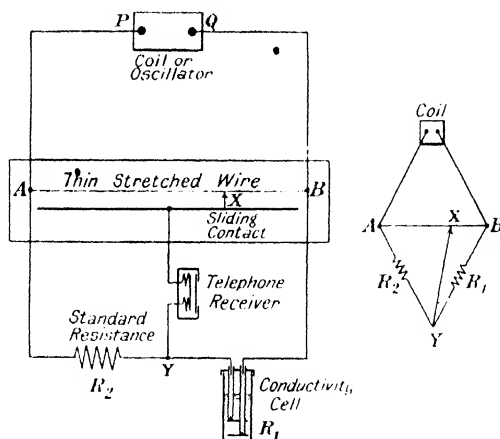 P Q
Coil or
Oscillator
Coil
Thin Stretched Wire
A B
X
Sliding
Contact
A X B
R2 R1
Y
Telephone
Receiver
Standard
Resistance
R2
Y
Conductivity
Cell
R1